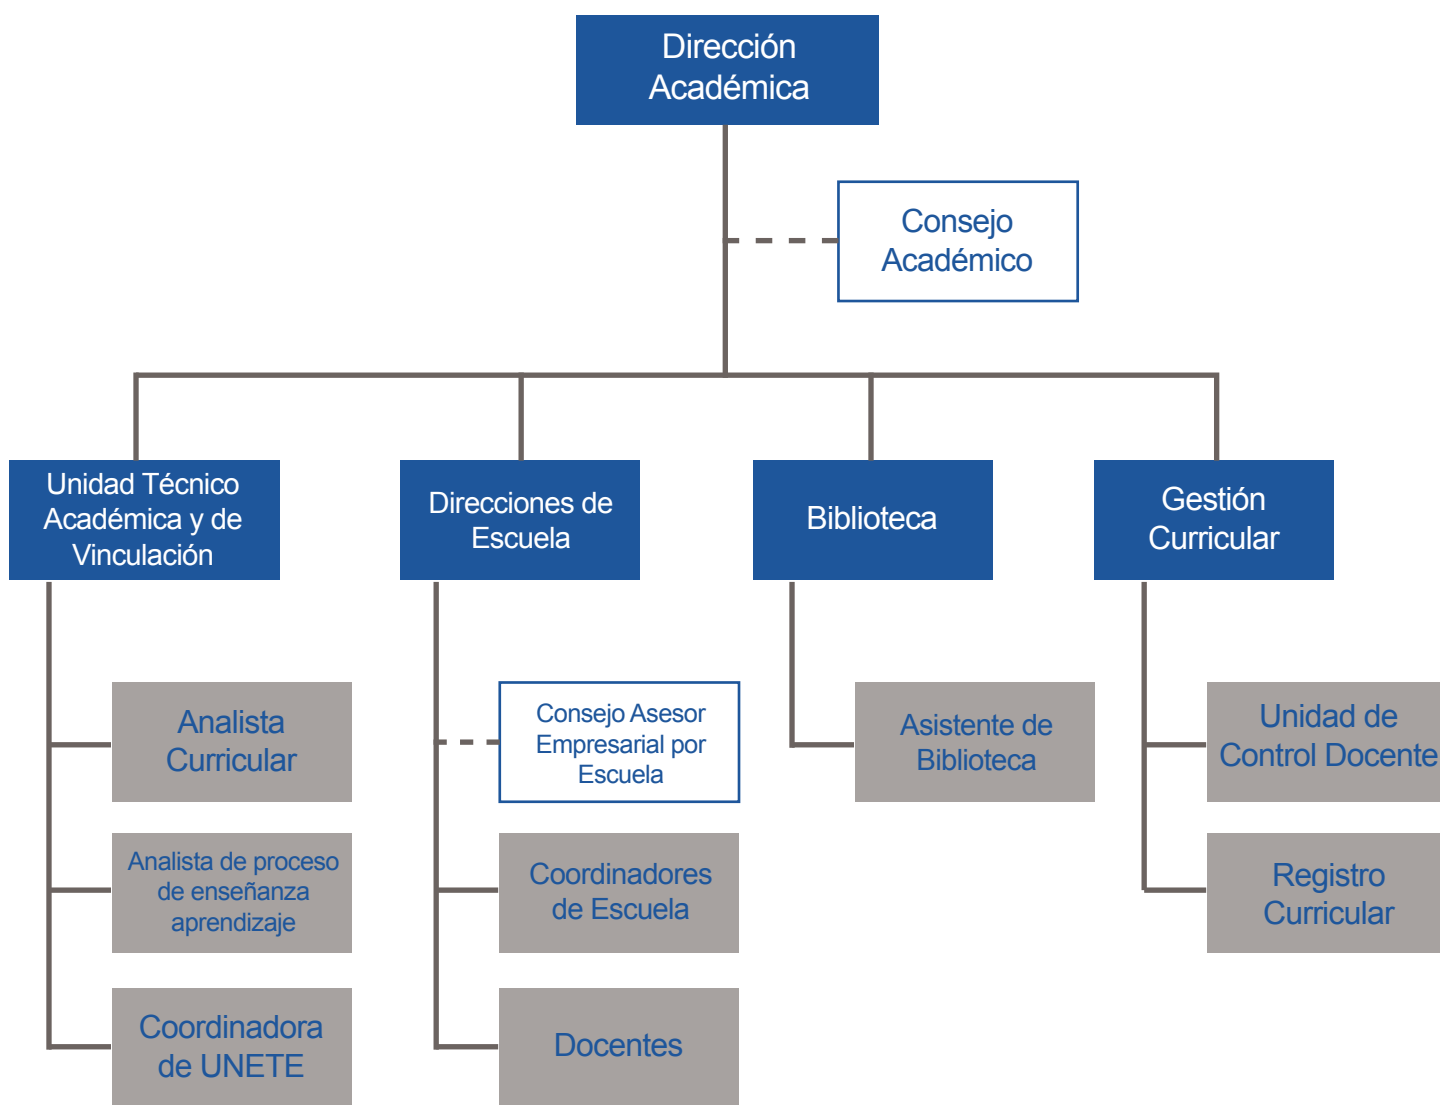 Dirección
Académica
Consejo
Académico
Unidad Técnico
Académica y de
Vinculación
Direcciones de
Escuela
Biblioteca
Gestión
Curricular
Analista
Curricular
Analista de proceso
de enseñanza
aprendizaje
Coordinadora
de UNETE
Consejo Asesor
Empresarial por
Escuela
Coordinadores
de Escuela
Docentes
Asistente de
Biblioteca
Unidad de
Control Docente
Registro
Curricular